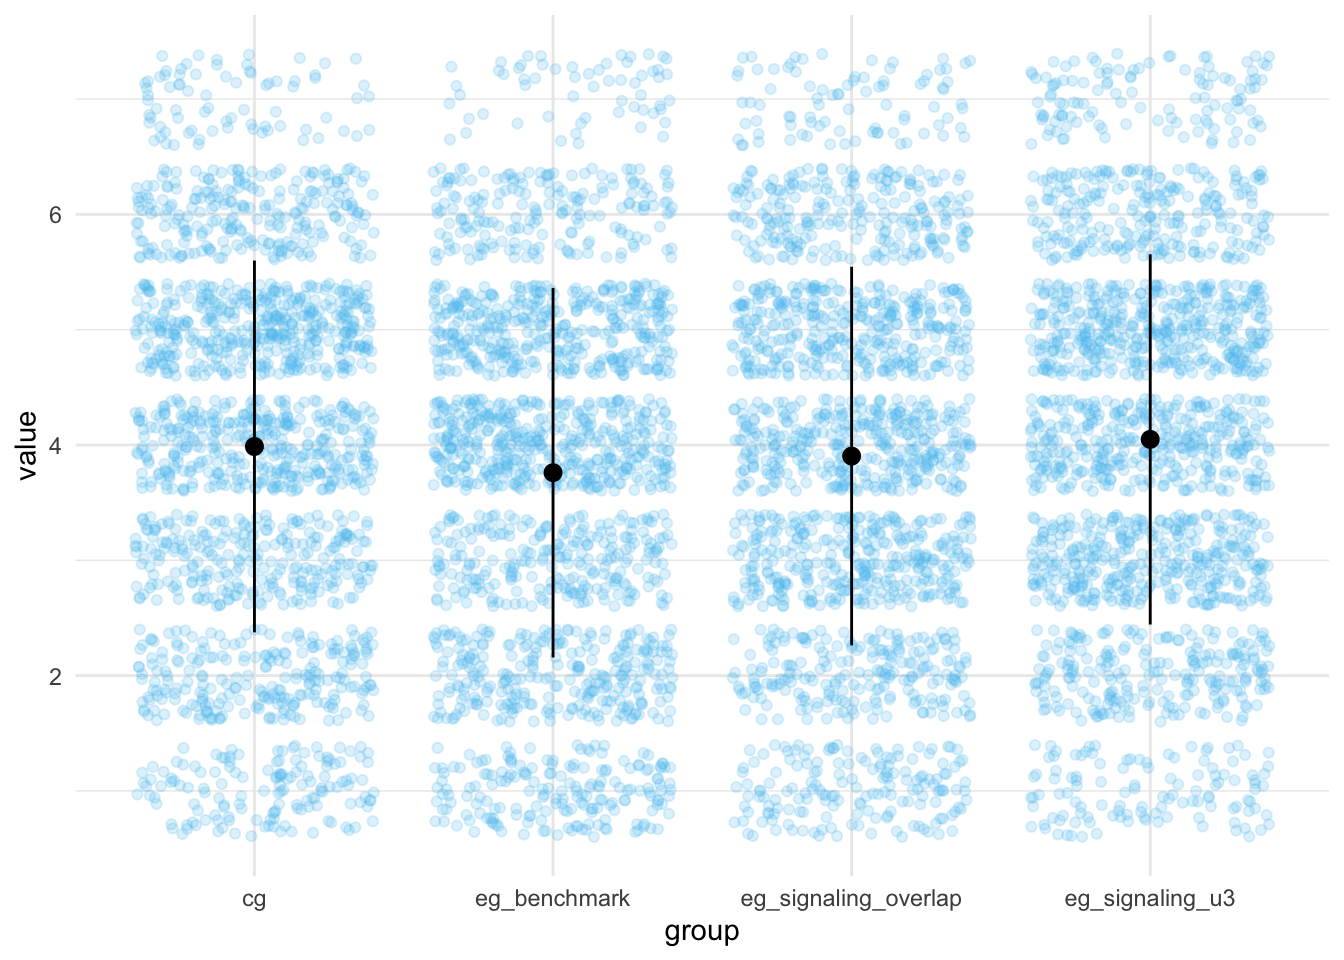 value
6
4
2
cg
eg_benchmark
eg_signaling_overlap
eg_signaling_u3
group